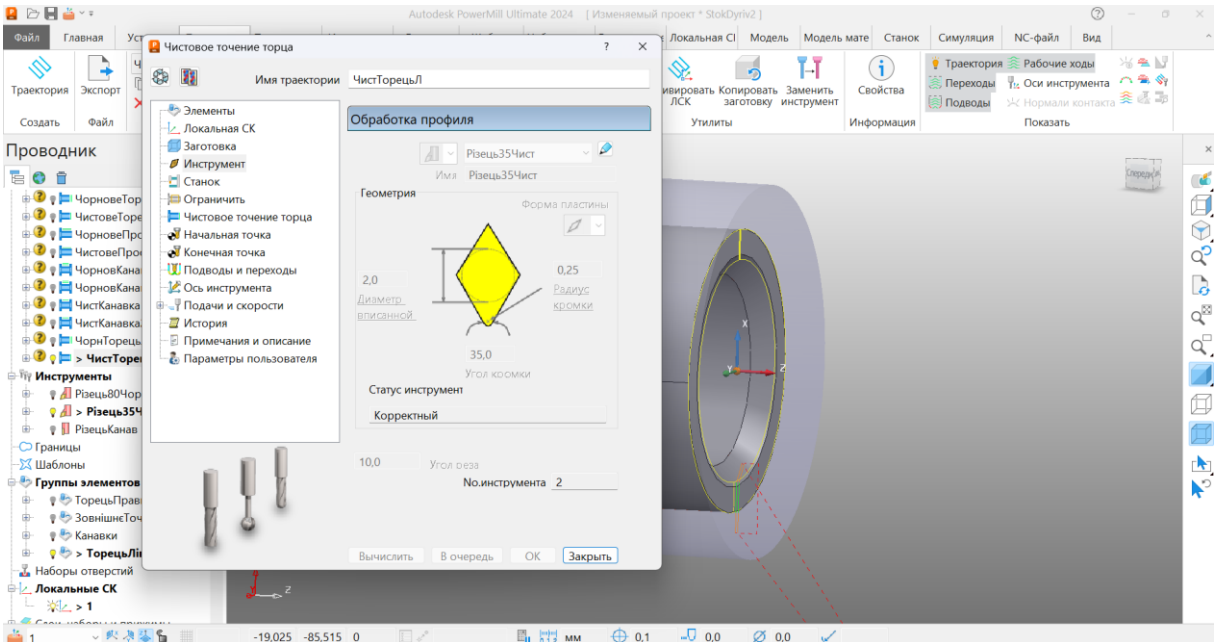 Autodesk PowerMill Ultimate 2024 [ Изменяемый проект * StokDyriv2 ]
Файл Главная Локальная СІ Модель Модель мате Станок Симуляция NC-файл Вид
Чистовое точение торца
Имя траектории ЧистТорецьЛ
Траектория Экспорт
Создать Файл
Копировать заготовку
Заменить инструмент
ЛСК
Свойства
Траектория Рабочие ходы
Переходы Оси инструмента
Подводы Нормали контакта
Утилиты Информация Показать
Проводник
ЧорновеТор
ЧистовеТоре
ЧорновеПро
ЧистовеПро
ЧорновКана
ЧорновКана
ЧистКанавка
ЧистКанавка
ЧорнТорець
> ЧистТоре
Инструменты
Різець80Чор
> Різець35Ч
РізецьКанав
Границы
Шаблоны
Группы элементов
ТорецьПрав
ЗовнішнєТоч
Канавки
> ТорецьЛі
Наборы отверстий
Локальные СК
> 1
Элементы
Локальная СК
Заготовка
Инструмент
Станок
Ограничить
Чистовое точение торца
Начальная точка
Конечная точка
Подводы и переходы
Ось инструмента
Подачи и скорости
История
Примечания и описание
Параметры пользователя
Обработка профиля
Різець35Чист
Имя Різець35Чист
Геометрия
Форма пластины
2,0
Диаметр вписанной
0,25
Радиус кромки
35,0
Угол кромки
Статус инструмент
Корректный
10,0 Угол реза
No.инструмента 2
Вычислить В очередь OK Закрыть
Спереди
X
Y
Z
Z
1 -19,025 -85,515 0 мм 0,1 0,0 0,0